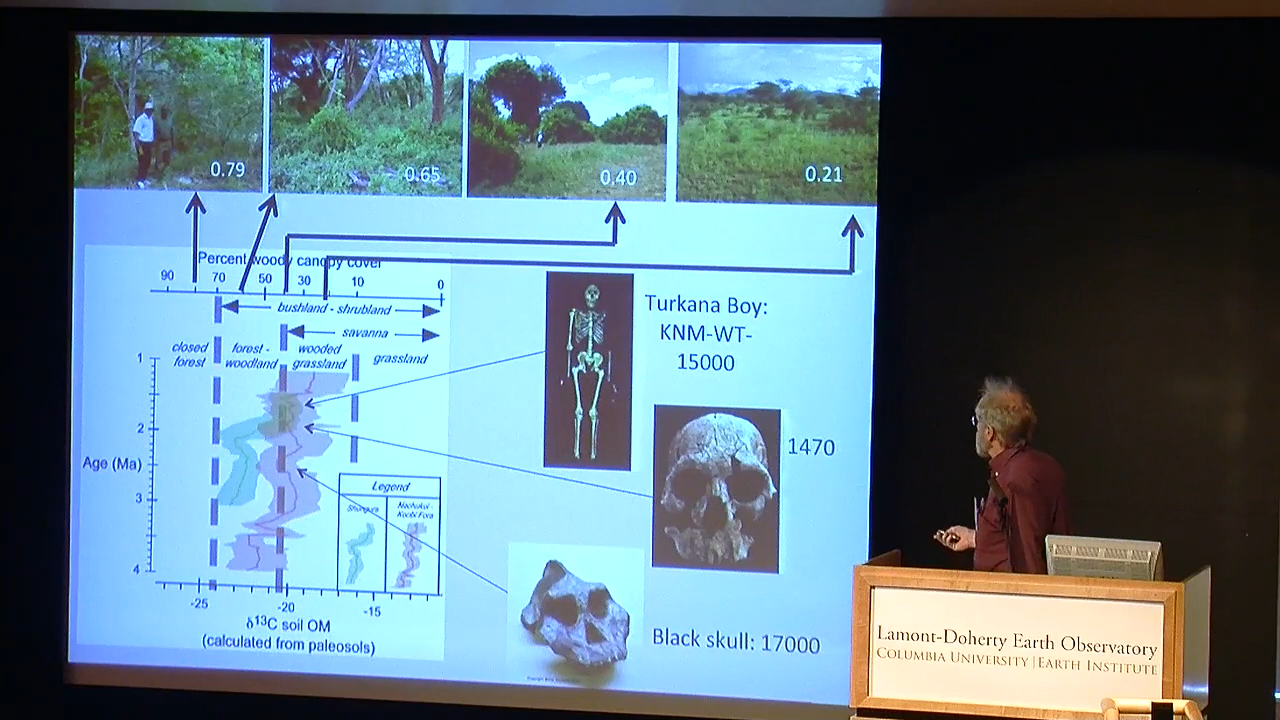 0.79
0.65
0.40
0.21
Percent woody canopy cover
90 70 50 30 10 0
bushland - shrubland
savanna
closed forest
forest - woodland
wooded grassland
grassland
1
2
Age (Ma)
3
4
-25 -20 -15
δ13C soil OM
(calculated from paleosols)
Legend
Shungura
Nachukui - Koobi Fora
Turkana Boy:
KNM-WT-
15000
1470
Black skull: 17000
Lamont-Doherty Earth Observatory
Columbia University | Earth Institute